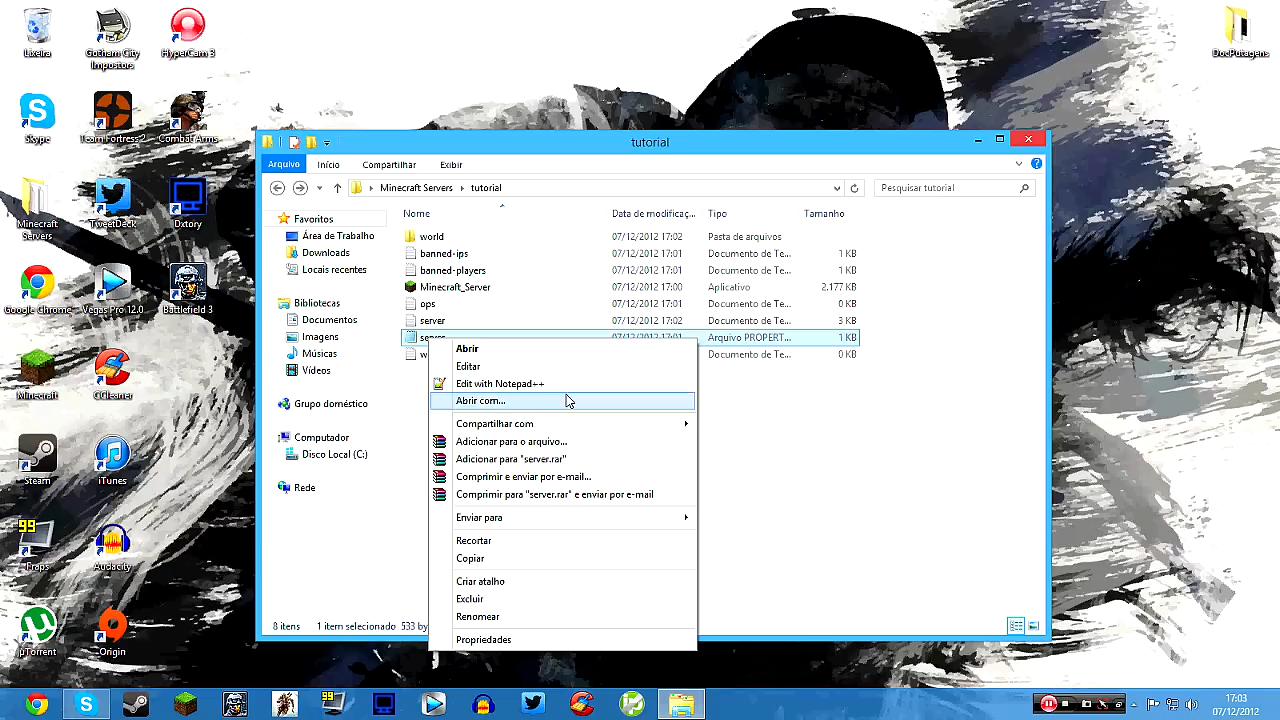 Lixeira
Gotham City
Impostors
HyperCam 3
DocPutagens
Skype
Team Fortress 2
Combat Arms
Minecraft
Servers
TweetDeck
Dxtory
Google Chrome
Vegas Pro 12.0
Battlefield 3
Minecraft
CCleaner
Steam
iTunes
99
Fraps
Audacity
µTorrent
Origin
tutorial
Arquivo
Início
Compartilhar
Exibir
Minecraft Servers
tutorial
Pesquisar tutorial
Nome
modificaç...
Tipo
Tamanho
Favoritos
Área de Trabalho
Downloads
Locais recentes
Bibliotecas
Documentos
Imagens
Músicas
Vídeos
Grupo doméstico
Computador
Disco Local (C:)
Rede
world 07/12/2012 17:02 Pasta de arquivos
banned-ips 07/12/2012 17:01 Documento de Te... 1 KB
banned-players 07/12/2012 17:01 Documento de Te... 1 KB
Minecraft_Server 07/12/2012 17:00 Aplicativo 2.177 KB
ops 07/12/2012 17:01 Documento de Te... 0 KB
server 07/12/2012 17:02 Documento de Te... 3 KB
07/12/2012 17:01 Arquivo PROPERT... 1 KB
w Documento de Te... 0 KB
Abrir
Editar
Edit with Notepad++
Abrir com...
Compartilhar com
Adicionar para o arquivo...
Adicionar para "server.rar"
Comprimir e enviar por e-mail...
Comprimir para "server.rar" e enviar por e-mail
Enviar para
Recortar
Copiar
Criar atalho
Excluir
Renomear
Propriedades
8 itens
1 item se
o 533 by
17:03
07/12/2012